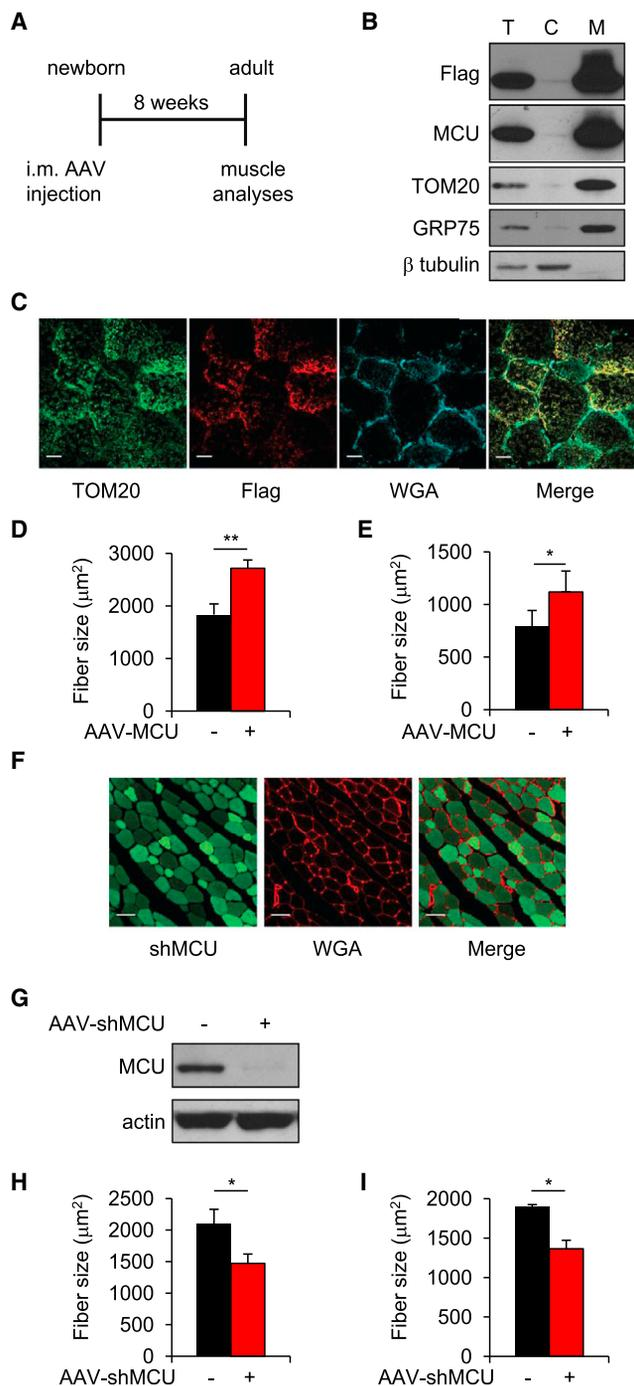 A
newborn
adult
8 weeks
i.m. AAV
injection
muscle
analyses
B
T C M
Flag
MCU
TOM20
GRP75
β tubulin
C
TOM20 Flag WGA Merge
D
Fiber size (μm²)
3000
2000
1000
0
**
AAV-MCU - +
E
Fiber size (μm²)
1500
1000
500
0
*
AAV-MCU - +
F
shMCU WGA Merge
G
AAV-shMCU - +
MCU
actin
H
Fiber size (μm²)
2500
2000
1500
1000
500
0
*
AAV-shMCU - +
I
Fiber size (μm²)
2000
1500
1000
500
0
*
AAV-shMCU - +